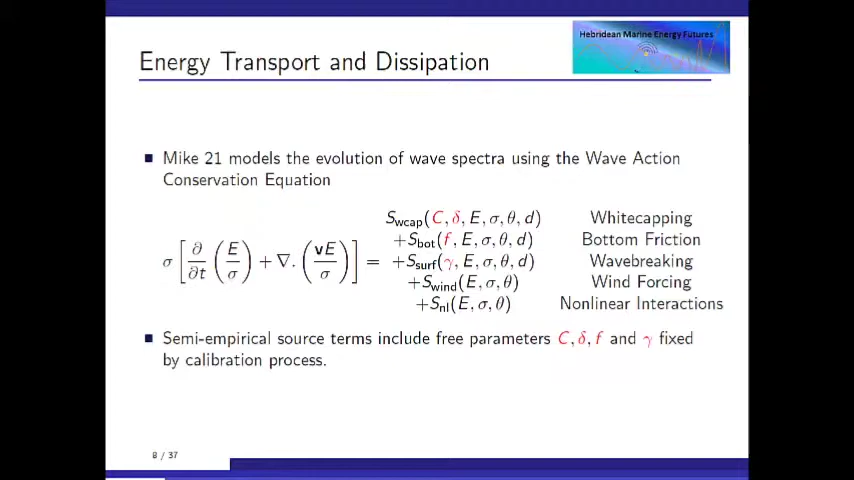 Hebridean Marine Energy Futures
Energy Transport and Dissipation
Mike 21 models the evolution of wave spectra using the Wave Action
Conservation Equation
σ [ ∂/∂t ( E/σ ) + ∇. ( vE/σ ) ] =
S_wcap(C, δ, E, σ, θ, d) Whitecapping
+S_bot(f, E, σ, θ, d) Bottom Friction
+S_surf(γ, E, σ, θ, d) Wavebreaking
+S_wind(E, σ, θ) Wind Forcing
+S_nl(E, σ, θ) Nonlinear Interactions
Semi-empirical source terms include free parameters C, δ, f and γ fixed
by calibration process.
8 / 37